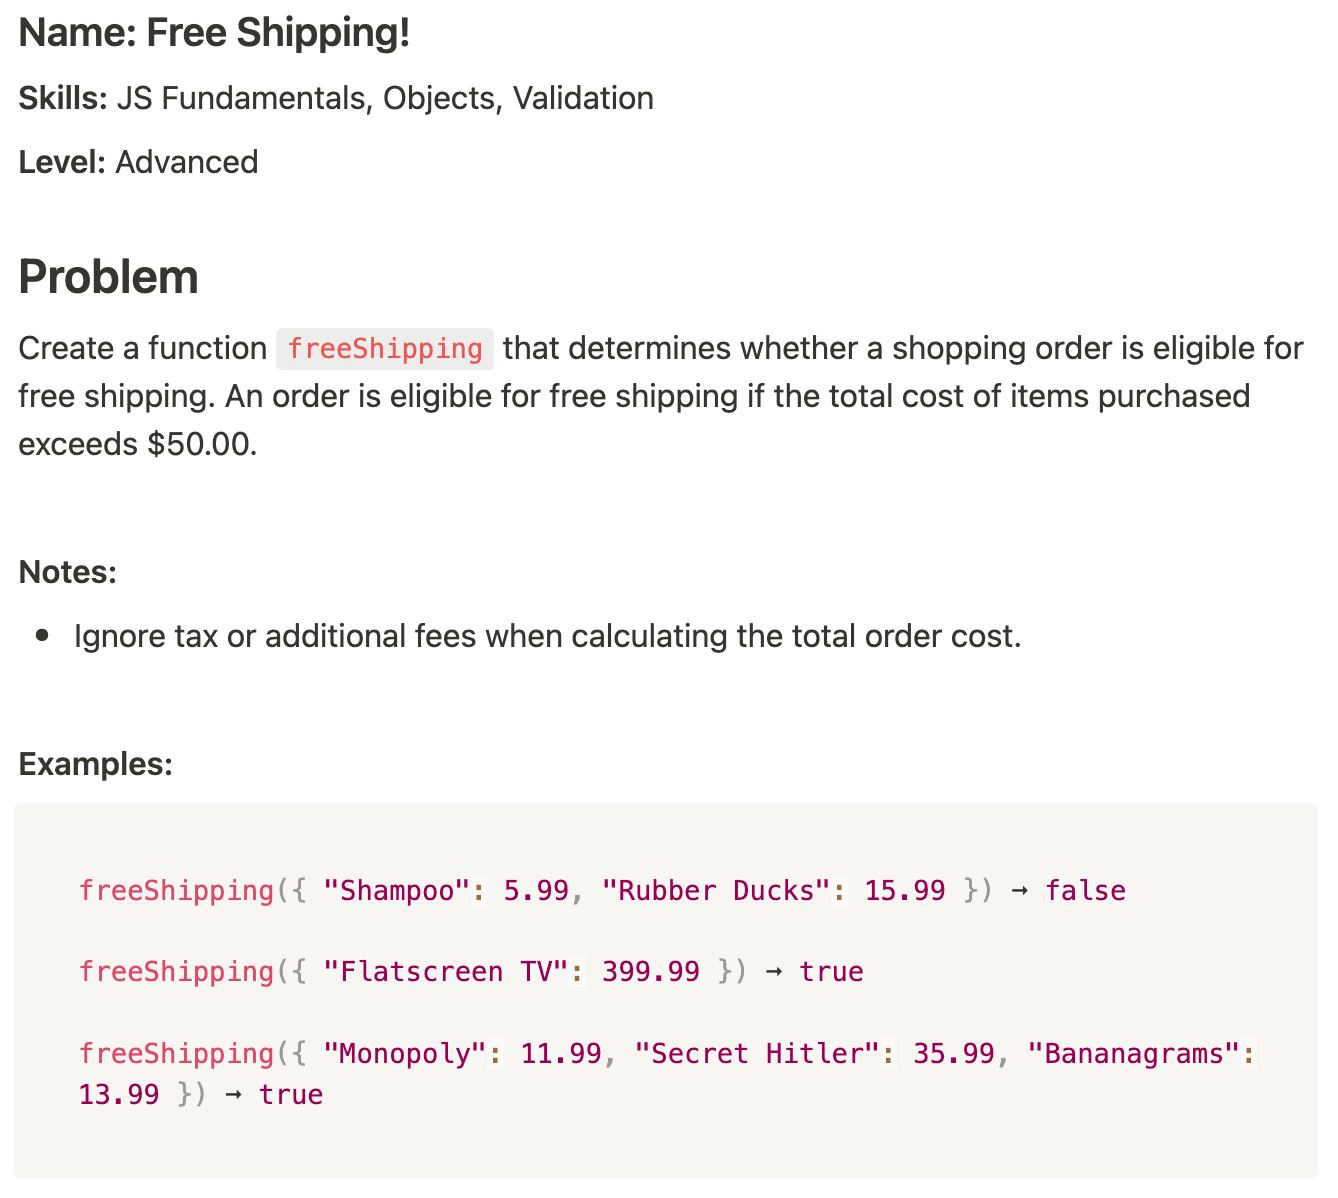 Name: Free Shipping!
Skills: JS Fundamentals, Objects, Validation
Level: Advanced
Problem
Create a function freeShipping that determines whether a shopping order is eligible for
free shipping. An order is eligible for free shipping if the total cost of items purchased
exceeds $50.00.
Notes:
• Ignore tax or additional fees when calculating the total order cost.
Examples:
freeShipping({ "Shampoo": 5.99, "Rubber Ducks": 15.99 }) → false
freeShipping({ "Flatscreen TV": 399.99 }) → true
freeShipping({ "Monopoly": 11.99, "Secret Hitler": 35.99, "Bananagrams":
13.99 }) → true